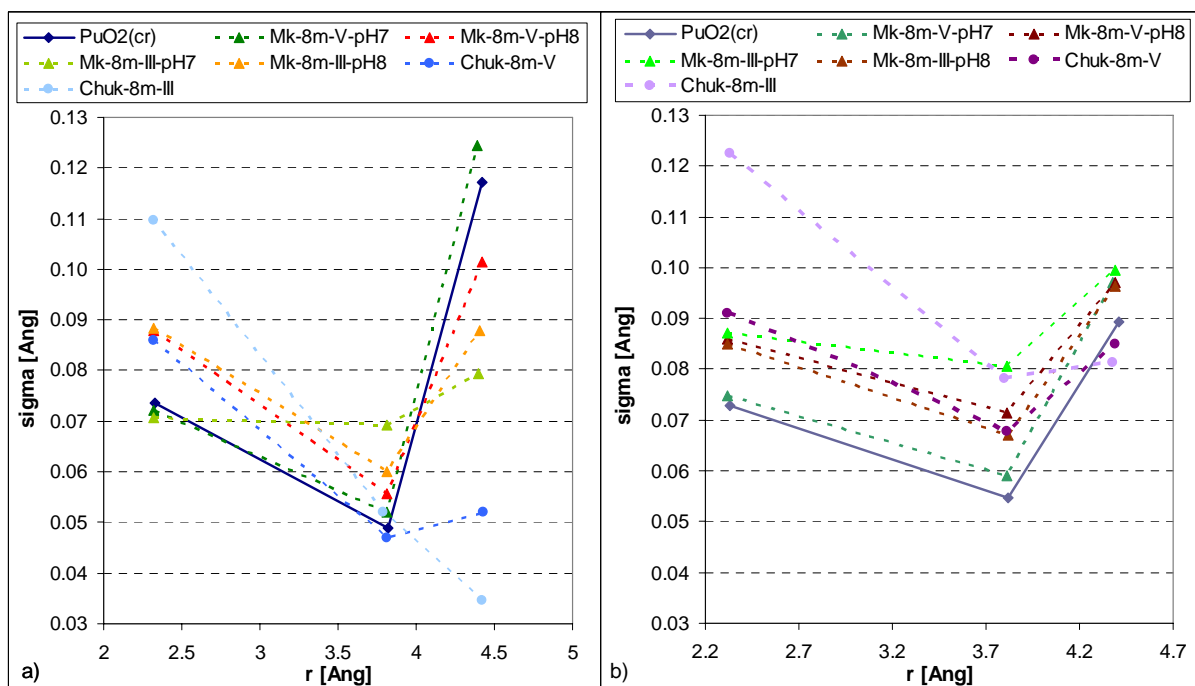 PuO2(cr) Mk-8m-V-pH7 Mk-8m-V-pH8
Mk-8m-III-pH7 Mk-8m-III-pH8 Chuk-8m-V
Chuk-8m-III
0.13
0.12
0.11
0.10
0.09
0.08
0.07
0.06
0.05
0.04
0.03
sigma [Ang]
2 2.5 3 3.5 4 4.5 5
a) r [Ang]
PuO2(cr) Mk-8m-V-pH7 Mk-8m-V-pH8
Mk-8m-III-pH7 Mk-8m-III-pH8 Chuk-8m-V
Chuk-8m-III
0.13
0.12
0.11
0.10
0.09
0.08
0.07
0.06
0.05
0.04
0.03
sigma [Ang]
2.2 2.7 3.2 3.7 4.2 4.7
b) r [Ang]